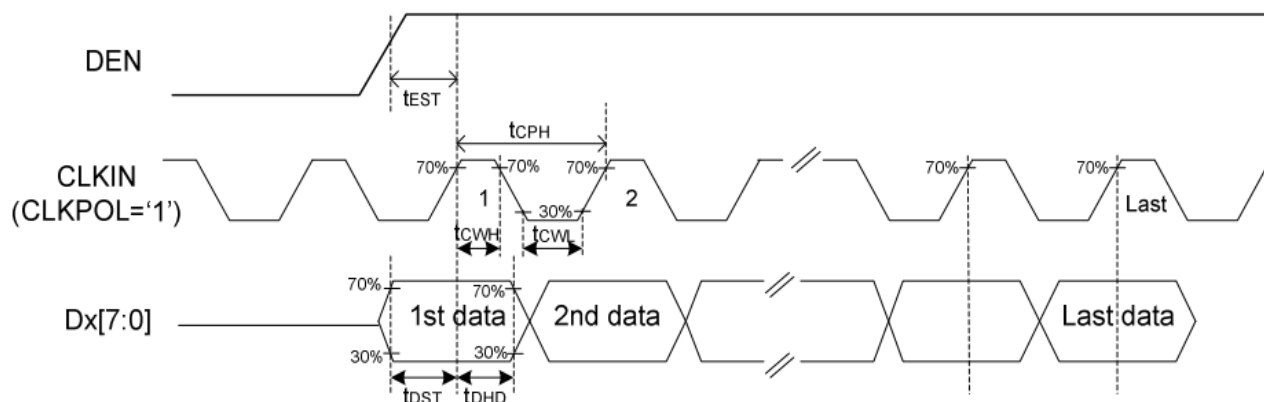 DEN
tEST
tCPH
CLKIN
(CLKPOL='1')
70%
70%
70%
70%
70%
1
2
Last
30%
tCWH
tCWL
Dx[7:0]
70%
70%
1st data
2nd data
Last data
30%
30%
tDST
tDHD